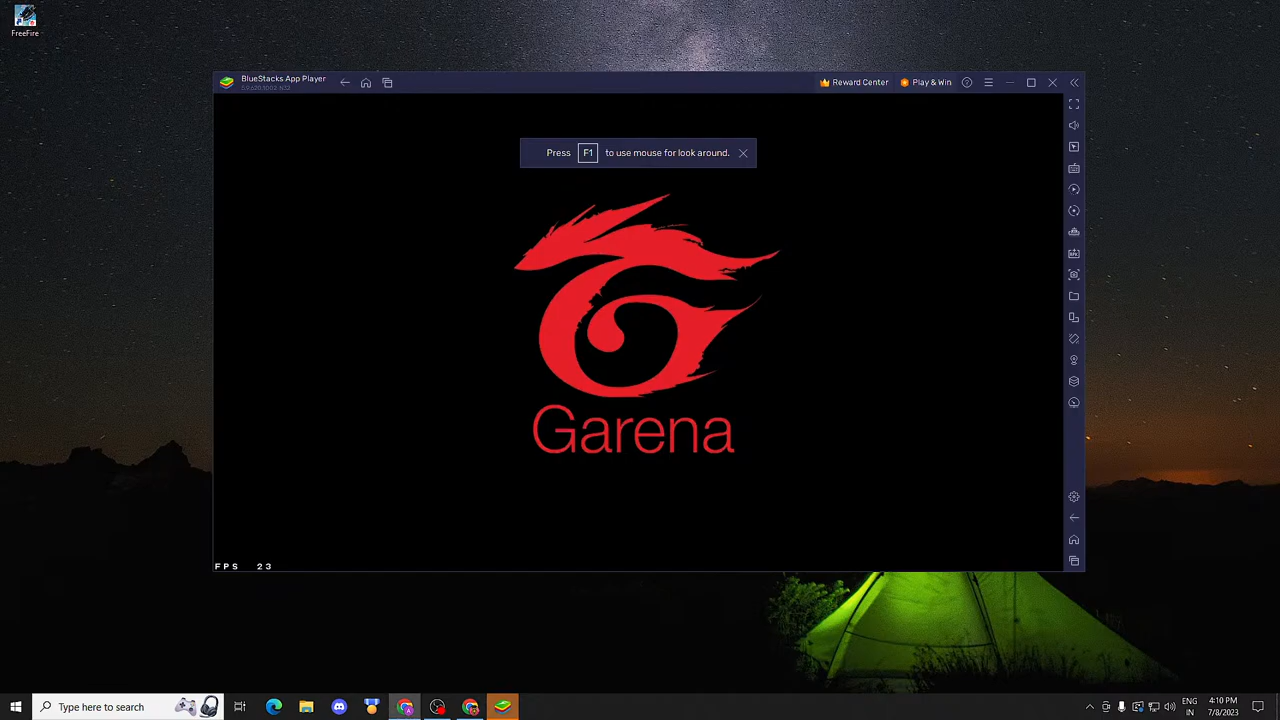 FreeFire
BlueStacks App Player
Reward Center
Play & Win
Press F1 to use mouse for look around.
Garena
FPS 23
Type here to search
ENG
IN
4:10 PM
7/8/2023